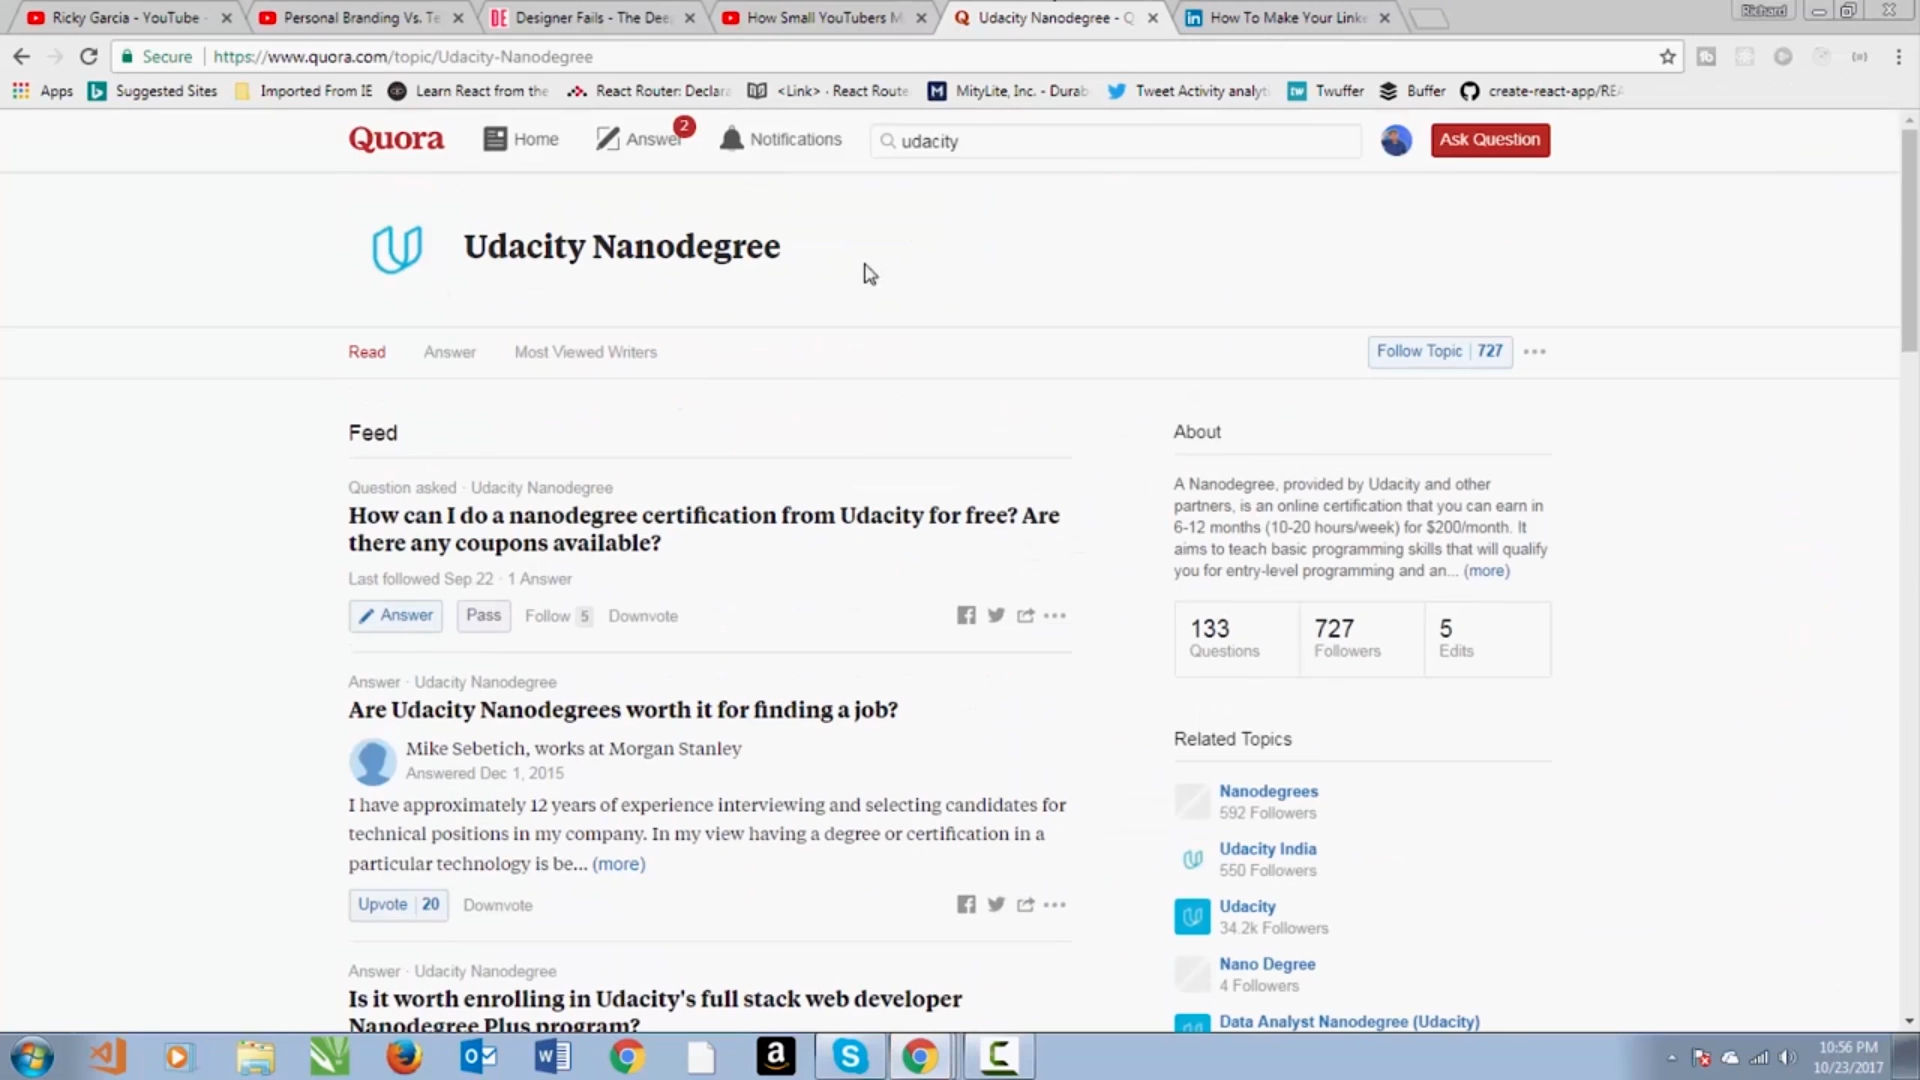 Ricky Garcia - YouTube
Personal Branding Vs. Te
Designer Fails - The Dee
How Small YouTubers M
Udacity Nanodegree - Q
How To Make Your Linke
Richard
Secure
https://www.quora.com/topic/Udacity-Nanodegree
Apps
Suggested Sites
Imported From IE
Learn React from the
React Router: Declara
<Link> · React Route
MityLite, Inc. - Durab
Tweet Activity analyt
Twuffer
Buffer
create-react-app/REA
Quora
Home
Answer
2
Notifications
udacity
Ask Question
Udacity Nanodegree
Read
Answer
Most Viewed Writers
Follow Topic | 727
Feed
Question asked · Udacity Nanodegree
How can I do a nanodegree certification from Udacity for free? Are
there any coupons available?
Last followed Sep 22 · 1 Answer
Answer
Pass
Follow 5
Downvote
Answer · Udacity Nanodegree
Are Udacity Nanodegrees worth it for finding a job?
Mike Sebetich, works at Morgan Stanley
Answered Dec 1, 2015
I have approximately 12 years of experience interviewing and selecting candidates for
technical positions in my company. In my view having a degree or certification in a
particular technology is be... (more)
Upvote | 20
Downvote
Answer · Udacity Nanodegree
Is it worth enrolling in Udacity's full stack web developer
Nanodegree Plus program?
About
A Nanodegree, provided by Udacity and other
partners, is an online certification that you can earn in
6-12 months (10-20 hours/week) for $200/month. It
aims to teach basic programming skills that will qualify
you for entry-level programming and an... (more)
133
Questions
727
Followers
5
Edits
Related Topics
Nanodegrees
592 Followers
Udacity India
550 Followers
Udacity
34.2k Followers
Nano Degree
4 Followers
Data Analyst Nanodegree (Udacity)
10:56 PM
10/23/2017